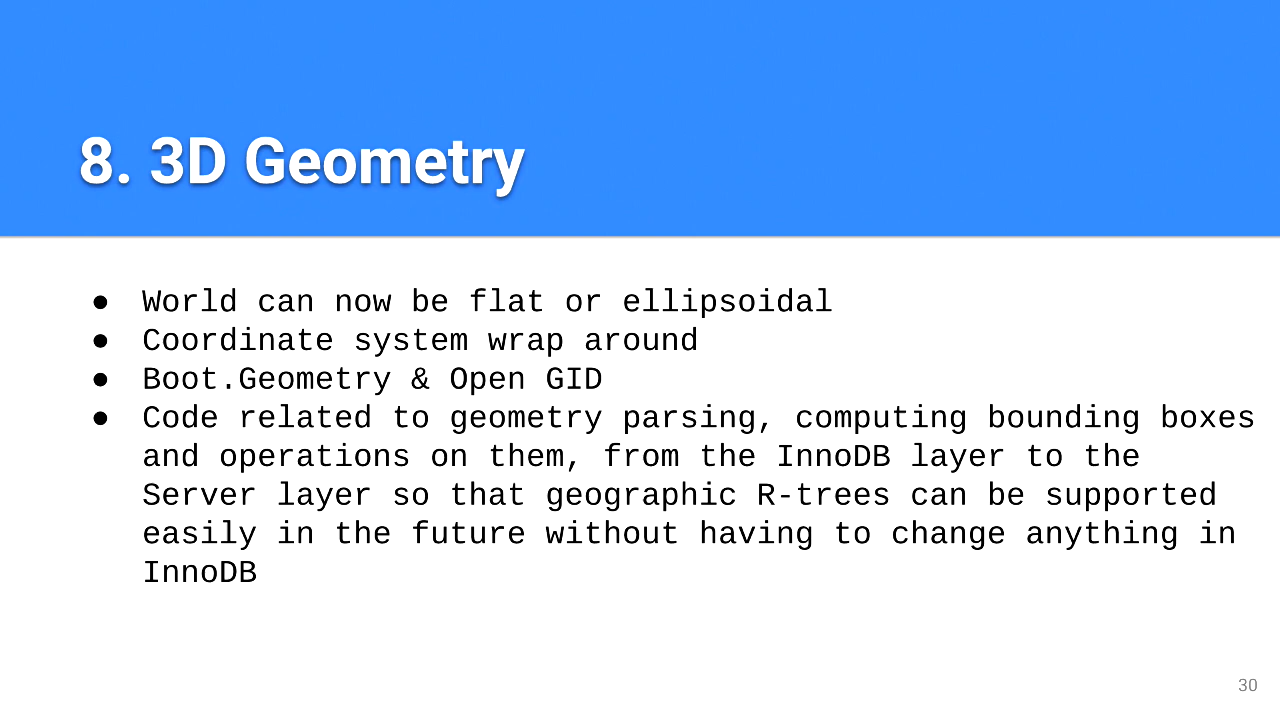 8. 3D Geometry
● World can now be flat or ellipsoidal
● Coordinate system wrap around
● Boot.Geometry & Open GID
● Code related to geometry parsing, computing bounding boxes
and operations on them, from the InnoDB layer to the
Server layer so that geographic R-trees can be supported
easily in the future without having to change anything in
InnoDB
30